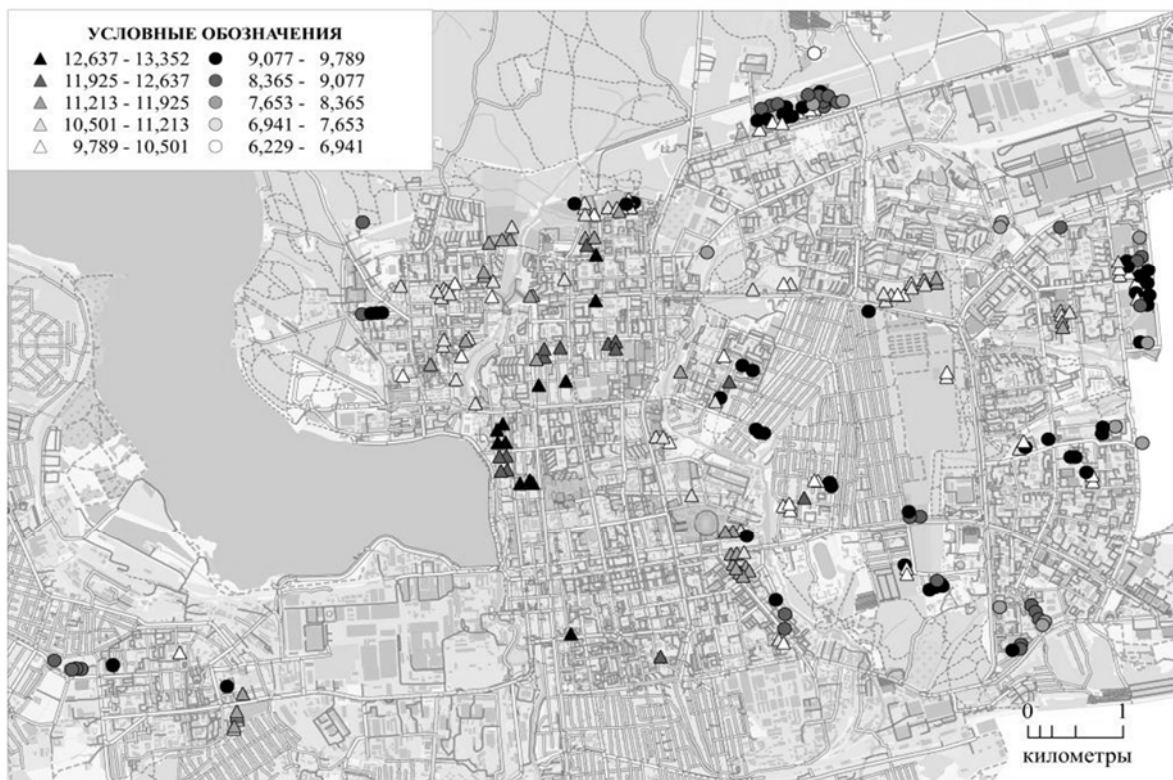 УСЛОВНЫЕ ОБОЗНАЧЕНИЯ
12,637 - 13,352 9,077 - 9,789
11,925 - 12,637 8,365 - 9,077
11,213 - 11,925 7,653 - 8,365
10,501 - 11,213 6,941 - 7,653
9,789 - 10,501 6,229 - 6,941
0 1
километры